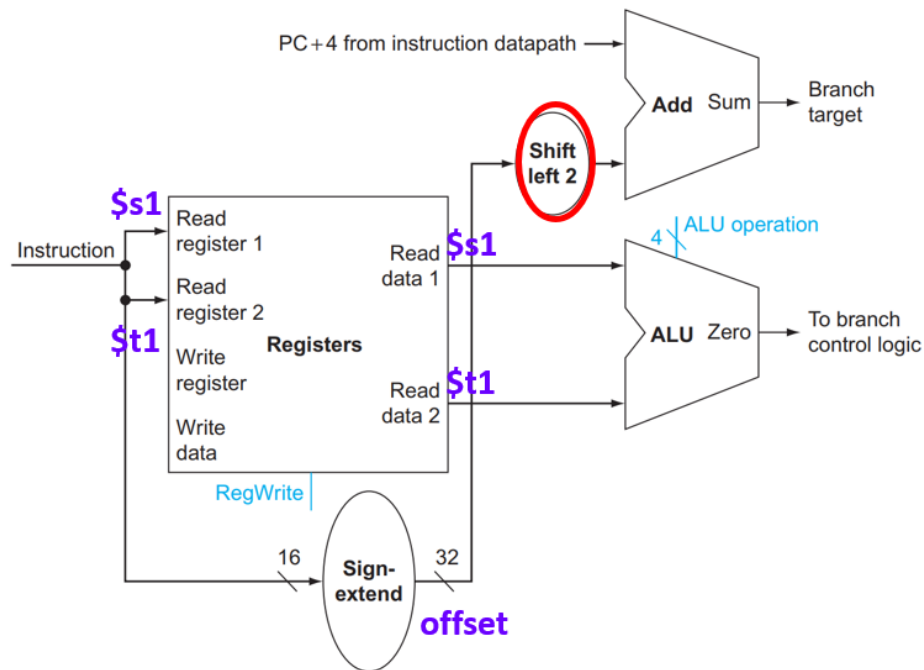 PC+4 from instruction datapath
Add
Sum
Branch
target
Shift
left 2
$s1
Instruction
Read
register 1
Read
data 1
$s1
4
ALU operation
Read
register 2
$t1
Registers
ALU
Zero
To branch
control logic
Write
register
Read
data 2
$t1
Write
data
RegWrite
16
Sign-
extend
32
offset